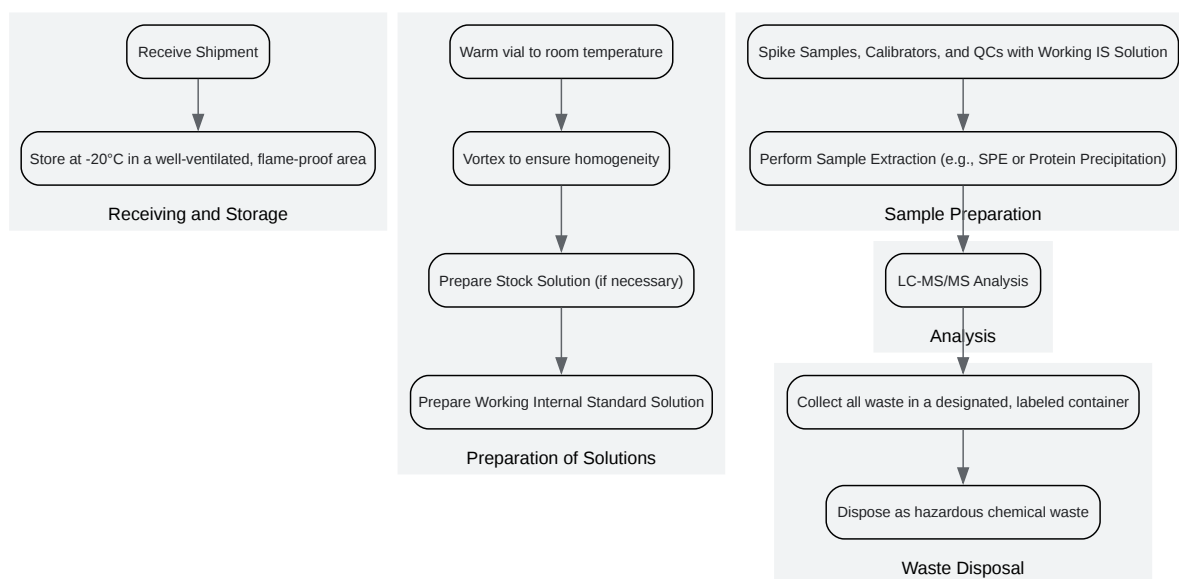 Receive Shipment
Store at -20°C in a well-ventilated, flame-proof area
Receiving and Storage
Warm vial to room temperature
Vortex to ensure homogeneity
Prepare Stock Solution (if necessary)
Prepare Working Internal Standard Solution
Preparation of Solutions
Spike Samples, Calibrators, and QCs with Working IS Solution
Perform Sample Extraction (e.g., SPE or Protein Precipitation)
Sample Preparation
LC-MS/MS Analysis
Analysis
Collect all waste in a designated, labeled container
Dispose as hazardous chemical waste
Waste Disposal